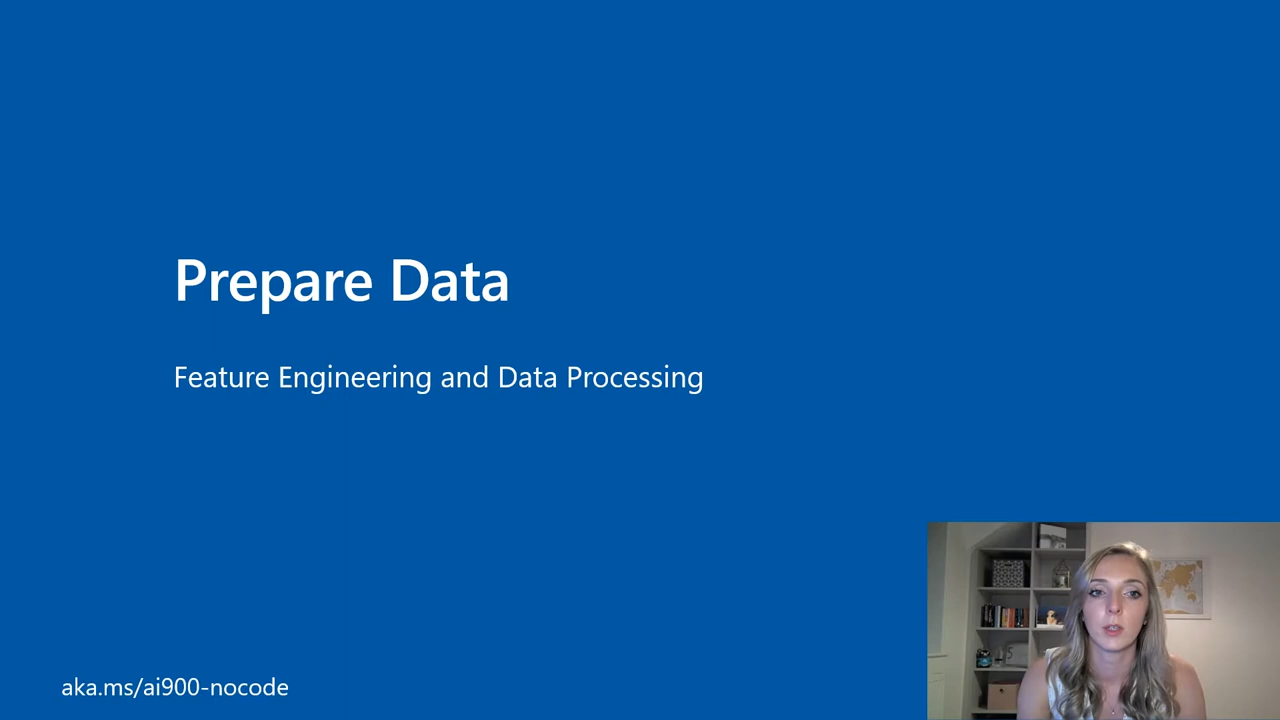 Prepare Data
Feature Engineering and Data Processing
aka.ms/ai900-nocode